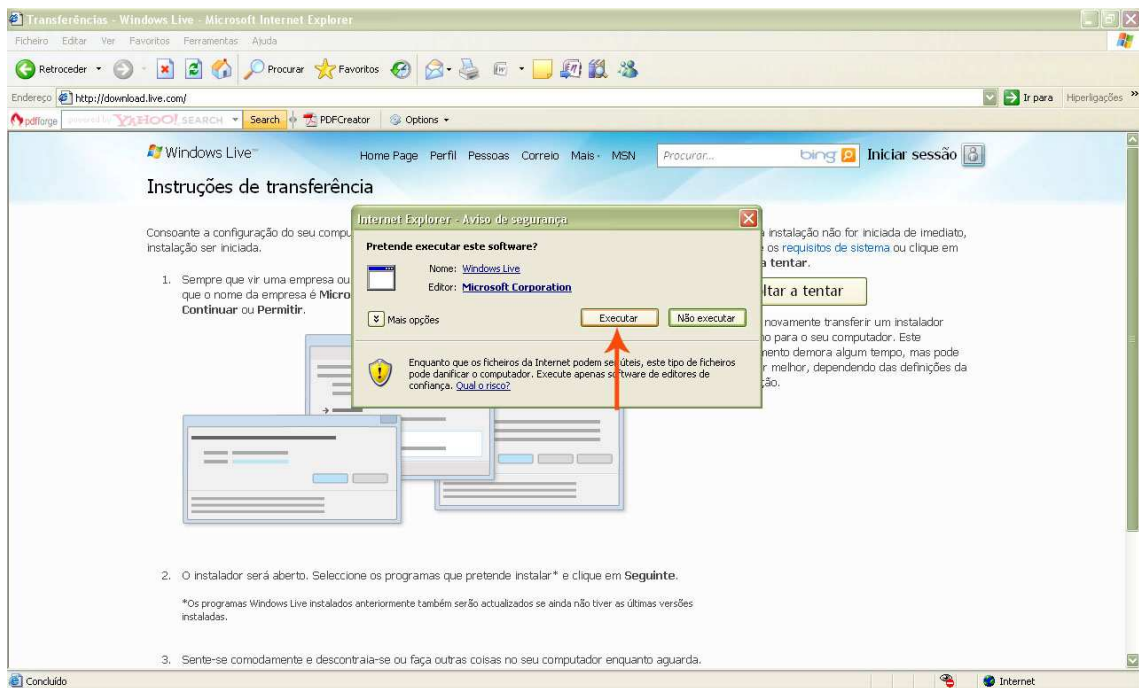 Transferências - Windows Live - Microsoft Internet Explorer
Ficheiro Editar Ver Favoritos Ferramentas Ajuda
Retroceder Procurar Favoritos
Endereço http://download.live.com/ Ir para Hiperligações »
pdfforge powered by YAHOO! SEARCH Search PDFCreator Options
Windows Live™ Home Page Perfil Pessoas Correio Mais MSN Procurar... bing Iniciar sessão
Instruções de transferência
Internet Explorer - Aviso de segurança
Pretende executar este software?
Nome: Windows Live
Editor: Microsoft Corporation
Mais opções Executar Não executar
Enquanto que os ficheiros da Internet podem ser úteis, este tipo de ficheiros
pode danificar o computador. Execute apenas software de editores de
confiança. Qual o risco?
Consoante a configuração do seu compu
instalação ser iniciada.
1. Sempre que vir uma empresa ou
que o nome da empresa é Micro
Continuar ou Permitir.
instalação não for iniciada de imediato,
os requisitos de sistema ou clique em
a tentar.
ltar a tentar
novamente transferir um instalador
o para o seu computador. Este
mento demora algum tempo, mas pode
r melhor, dependendo das definições da
ção.
2. O instalador será aberto. Seleccione os programas que pretende instalar* e clique em Seguinte.
*Os programas Windows Live instalados anteriormente também serão actualizados se ainda não tiver as últimas versões
instaladas.
3. Sente-se comodamente e descontraia-se ou faça outras coisas no seu computador enquanto aguarda.
Concluído Internet